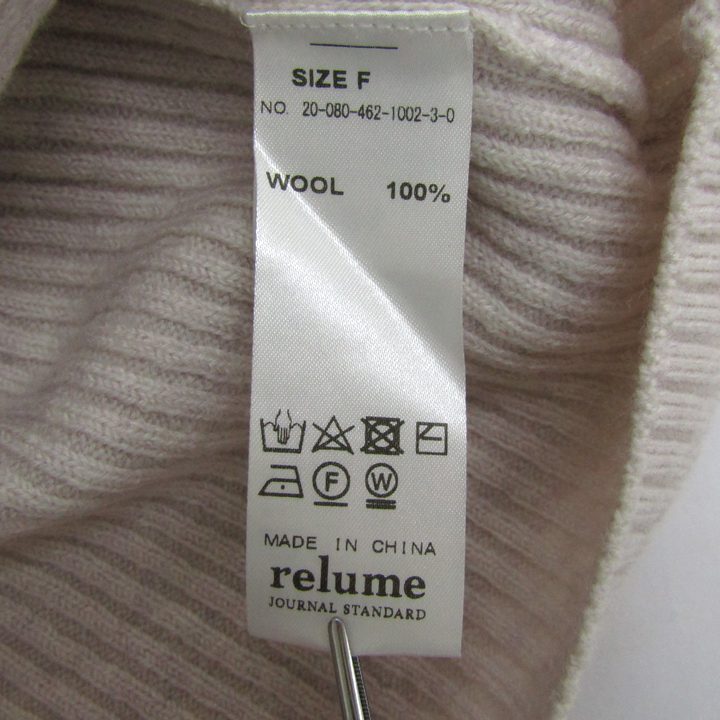 SIZE F
NO. 20-080-462-1002-3-0
WOOL 100%
F W
MADE IN CHINA
relume
JOURNAL STANDARD